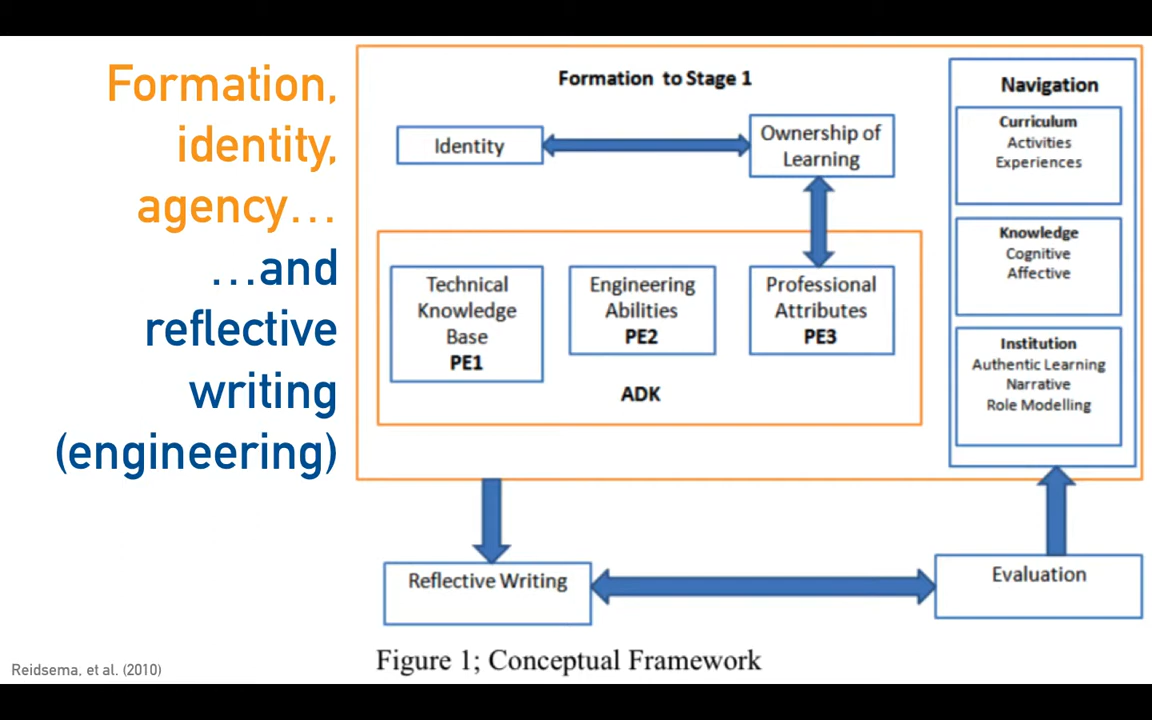 Formation,
identity,
agency…
…and
reflective
writing
(engineering)
Formation to Stage 1
Identity
Ownership of
Learning
Technical
Knowledge
Base
PE1
Engineering
Abilities
PE2
Professional
Attributes
PE3
ADK
Navigation
Curriculum
Activities
Experiences
Knowledge
Cognitive
Affective
Institution
Authentic Learning
Narrative
Role Modelling
Reflective Writing
Evaluation
Figure 1; Conceptual Framework
Reidsema, et al. (2010)